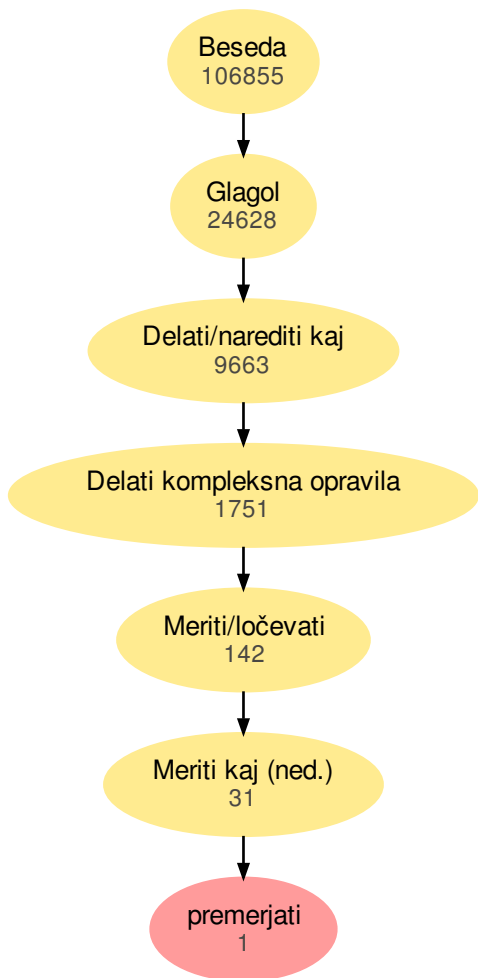 Beseda
106855
Glagol
24628
Delati/narediti kaj
9663
Delati kompleksna opravila
1751
Meriti/ločevati
142
Meriti kaj (ned.)
31
premerjati
1